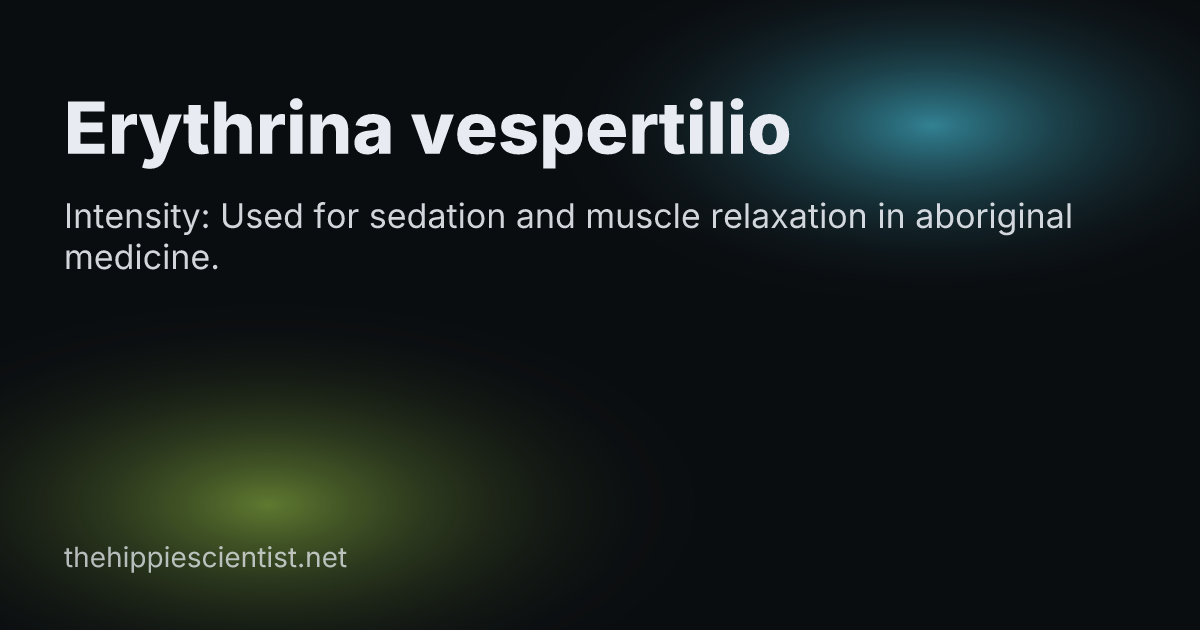 Erythrina vespertilio
Intensity: Used for sedation and muscle relaxation in aboriginal
medicine.
thehippiescientist.net